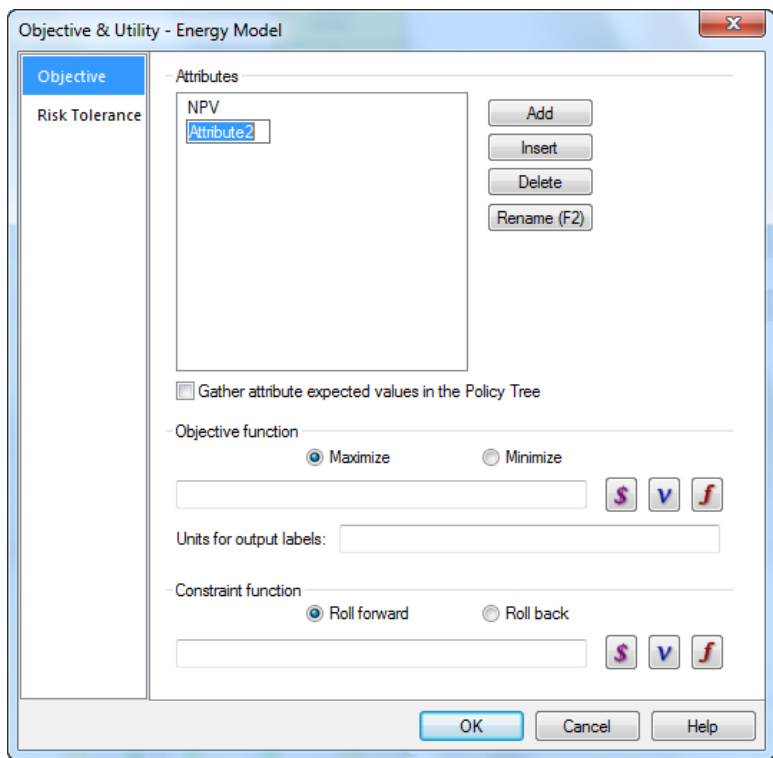 Objective & Utility - Energy Model
x
Objective
Risk Tolerance
Attributes
NPV
Attribute2
Add
Insert
Delete
Rename (F2)
Gather attribute expected values in the Policy Tree
Objective function
Maximize Minimize
$ v f
Units for output labels:
Constraint function
Roll forward Roll back
$ v f
OK Cancel Help